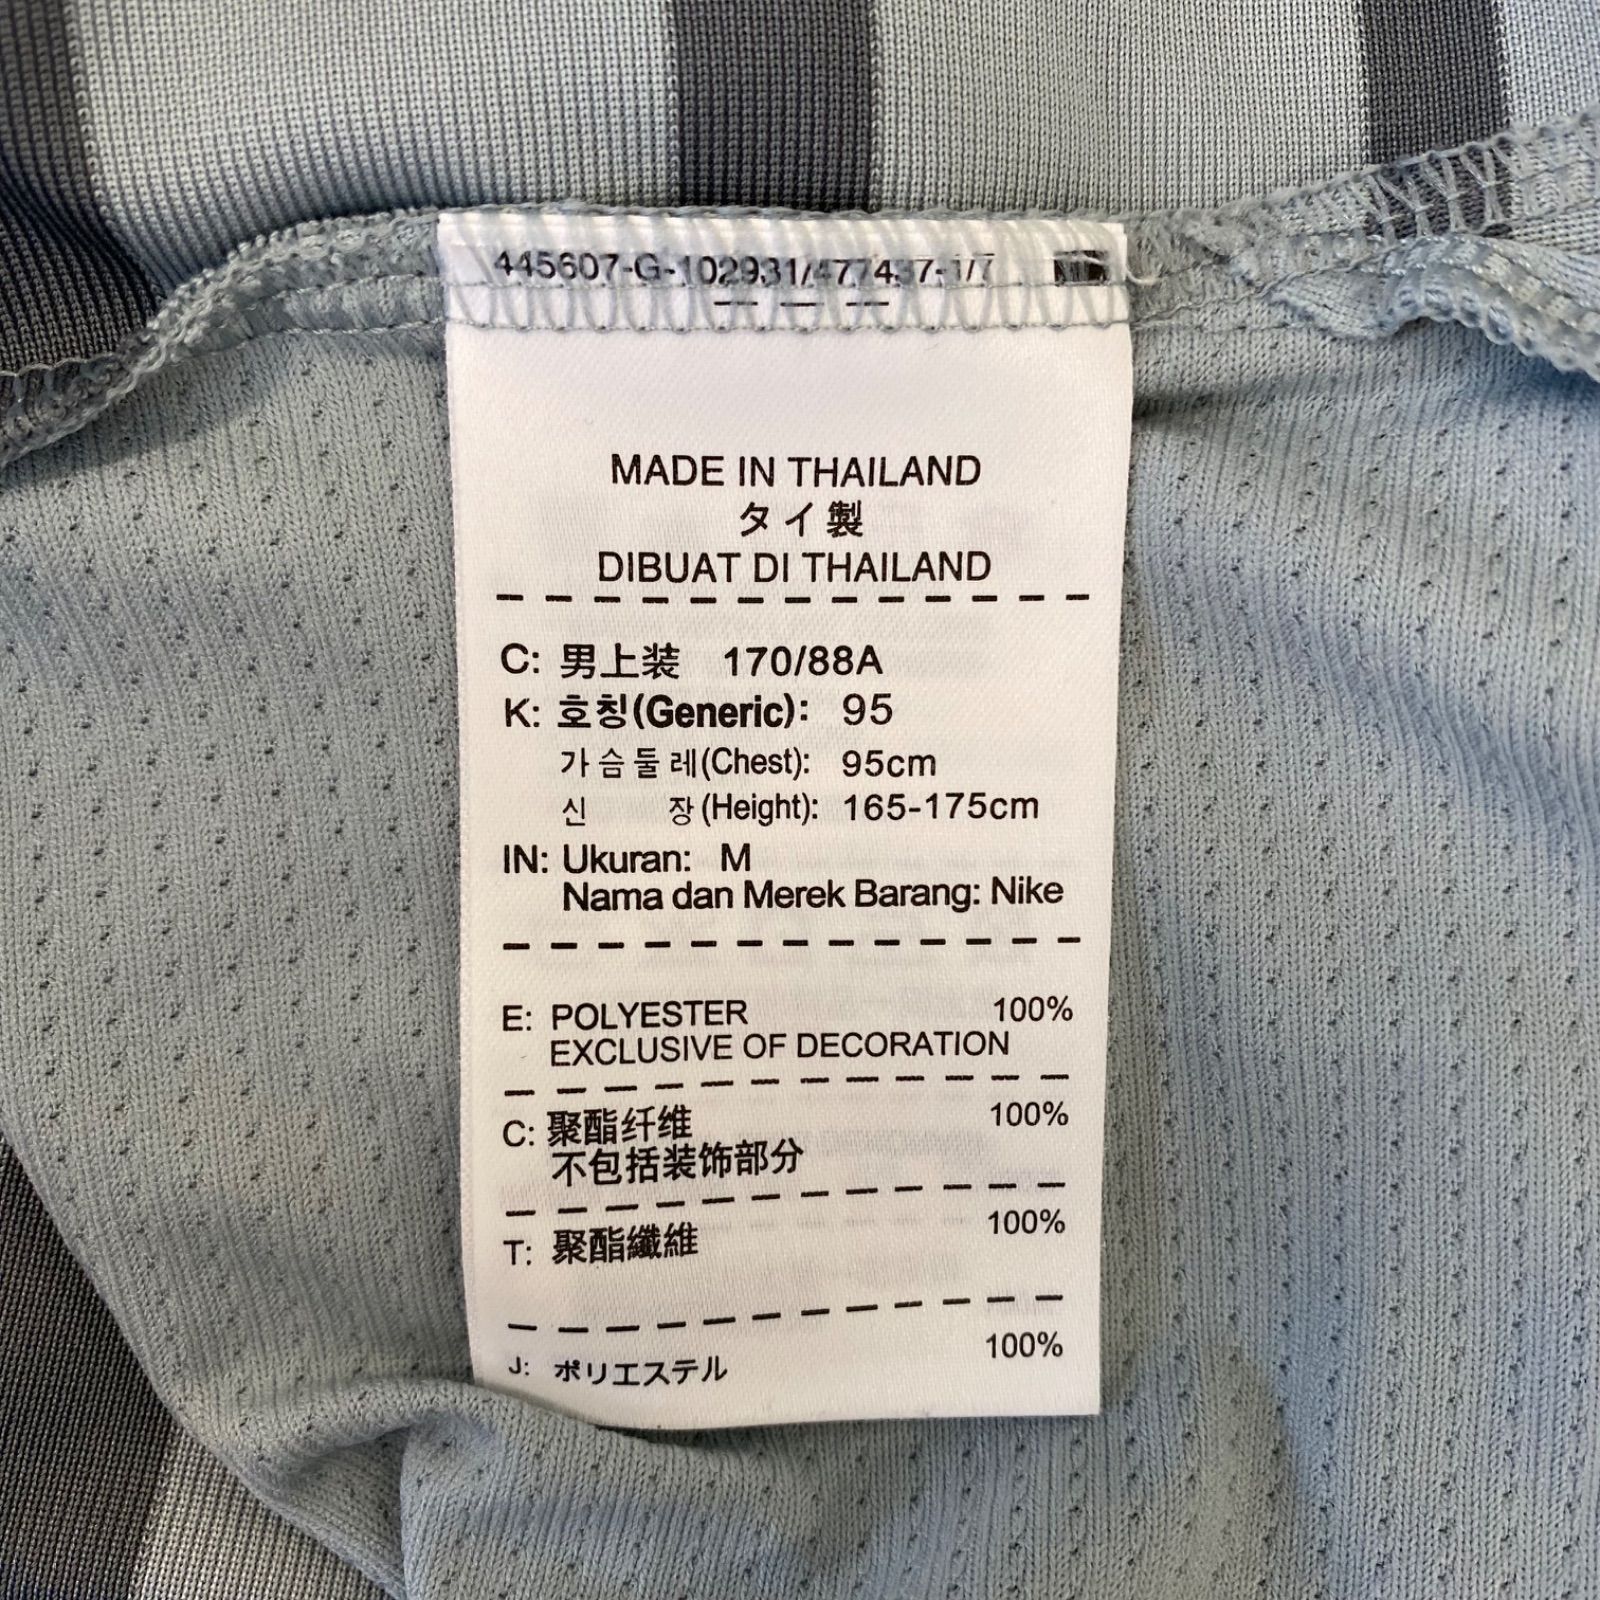 445607-G-102931/477437-1/7
MADE IN THAILAND
タイ製
DIBUAT DI THAILAND
C: 男上装 170/88A
K: 호칭(Generic): 95
가슴둘레(Chest): 95cm
신 장(Height): 165-175cm
IN: Ukuran: M
Nama dan Merek Barang: Nike
E: POLYESTER 100%
EXCLUSIVE OF DECORATION
C: 聚酯纤维 100%
不包括装饰部分
T: 聚酯纖維 100%
J: ポリエステル 100%